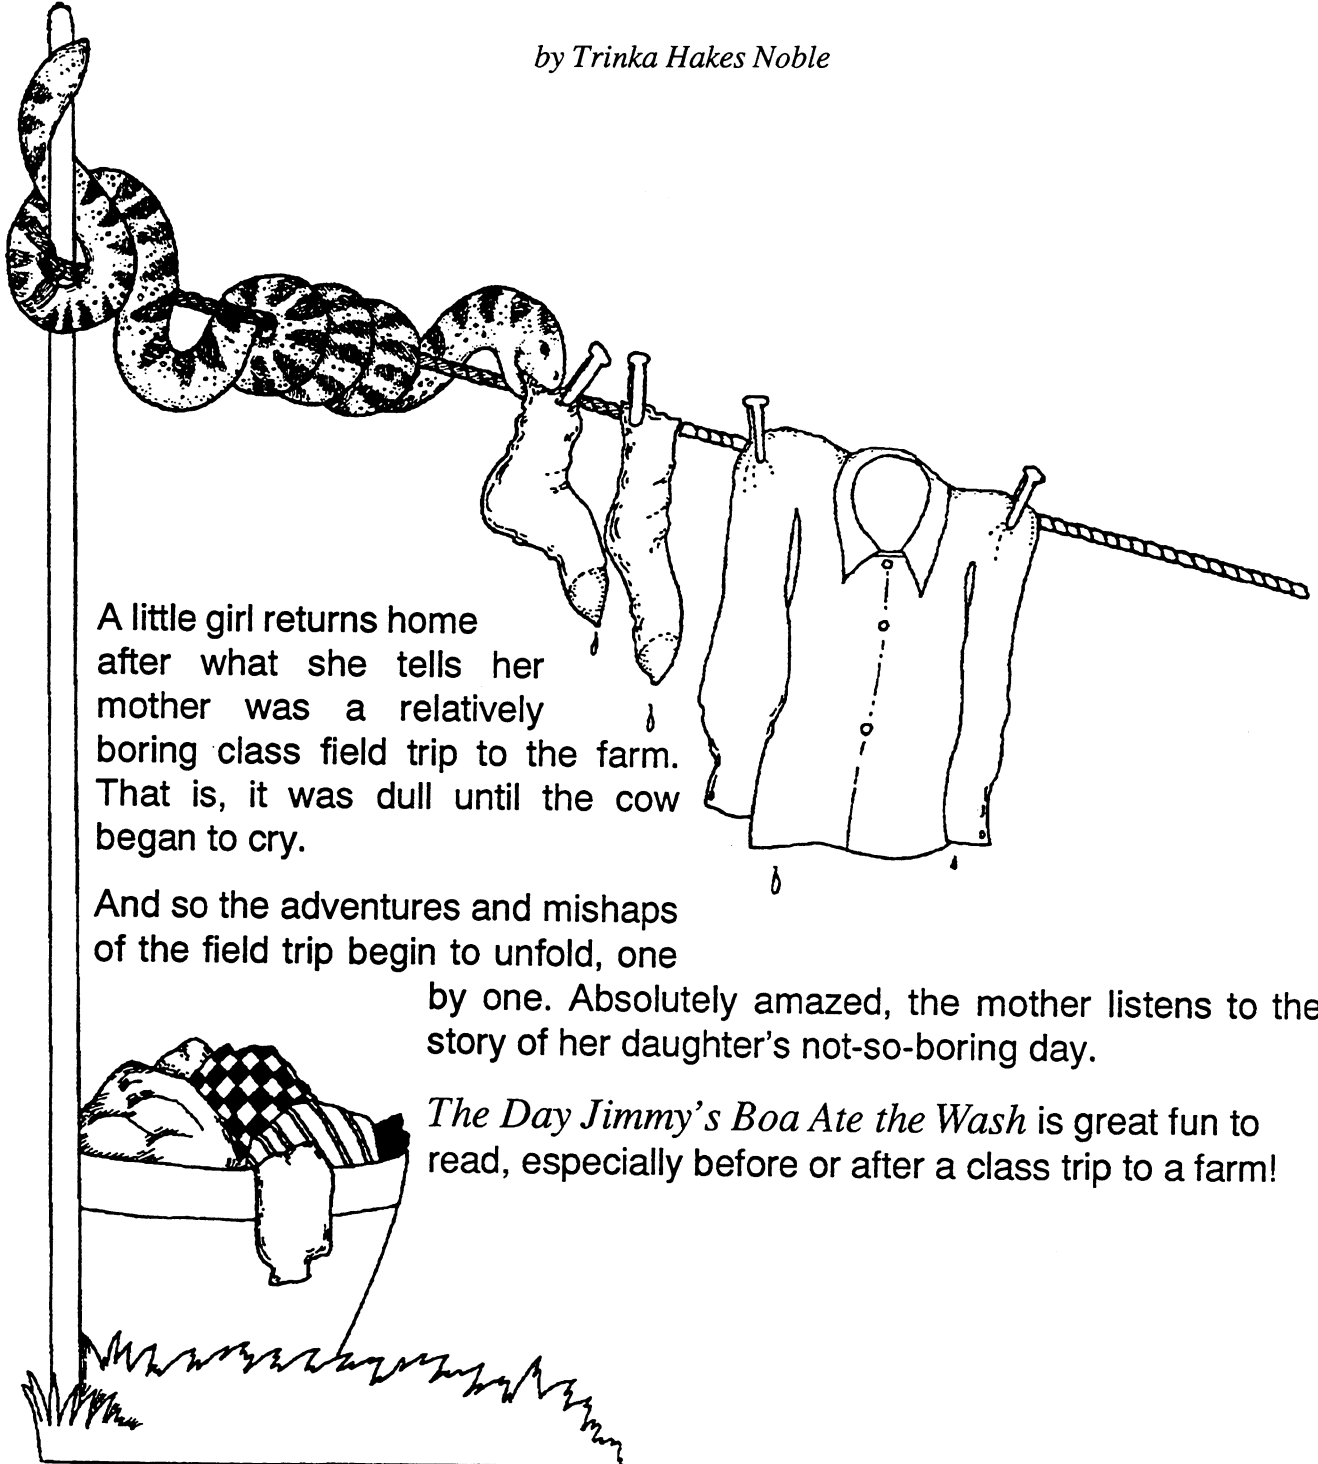 by Trinka Hakes Noble
A little girl returns home
after what she tells her
mother was a relatively
boring class field trip to the farm.
That is, it was dull until the cow
began to cry.
And so the adventures and mishaps
of the field trip begin to unfold, one
by one. Absolutely amazed, the mother listens to the
story of her daughter's not-so-boring day.
The Day Jimmy's Boa Ate the Wash is great fun to
read, especially before or after a class trip to a farm!